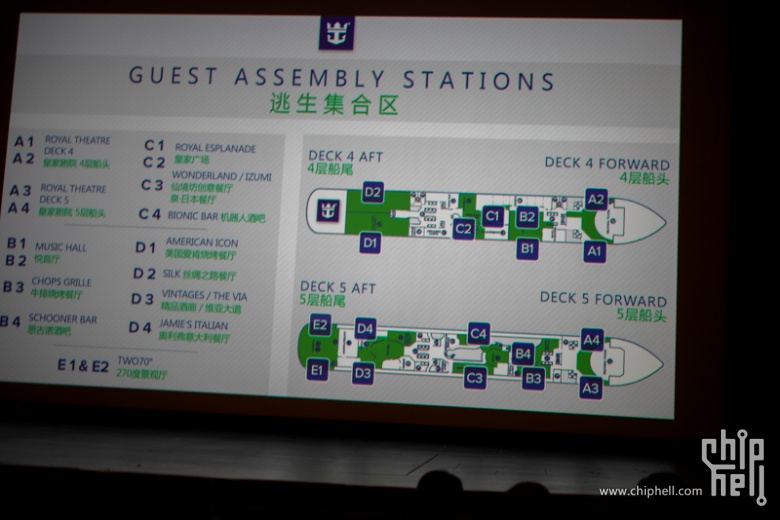 GUEST ASSEMBLY STATIONS
逃生集合区
A1 ROYAL THEATRE
DECK 4
A2 皇家剧院 4层船头
A3 ROYAL THEATRE
DECK 5
A4 皇家剧院 5层船头
B1 MUSIC HALL
B2 悦音厅
B3 CHOPS GRILLE
牛排烧烤餐厅
B4 SCHOONER BAR
思古诺酒吧
C1 ROYAL ESPLANADE
C2 皇家广场
WONDERLAND / IZUMI
C3 仙境坊创意餐厅
泉·日本餐厅
C4 BIONIC BAR 机器人酒吧
D1 AMERICAN ICON
美国爱肯烧烤餐厅
D2 SILK 丝绸之路餐厅
D3 VINTAGES / THE VIA
精品酒廊 / 维亚大道
D4 JAMIE'S ITALIAN
奥利弗意大利餐厅
E1 & E2 TWO70°
270度景观厅
DECK 4 AFT
4层船尾
DECK 4 FORWARD
4层船头
D2
A2
C1
B2
C2
D1
B1
A1
DECK 5 AFT
5层船尾
DECK 5 FORWARD
5层船头
E2
D4
C4
A4
B4
E1
D3
C3
B3
A3
chip
hell
www.chiphell.com